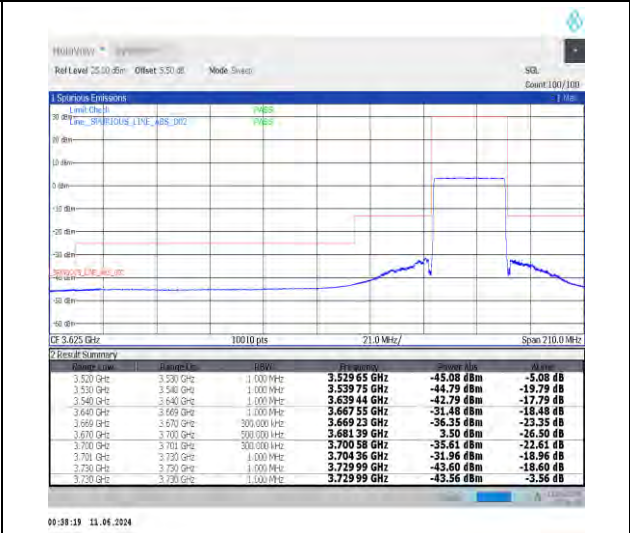 MultiView
Ref Level 25.00 dBm Offset 5.50 dB Mode Sweep SGL
Count 100/100
1 Spurious Emissions
Limit Check PASS
Line _SPURIOUS_LINE_ABS_002 PASS
30 dBm
20 dBm
10 dBm
0 dBm
-10 dBm
-20 dBm
-30 dBm
-50 dBm
-60 dBm
CF 3.625 GHz 10010 pts 21.0 MHz/ Span 210.0 MHz
2 Result Summary
Range Low Range Up RBW Frequency Power Abs ΔLimit
3.520 GHz 3.530 GHz 1.000 MHz 3.529 65 GHz -45.08 dBm -5.08 dB
3.530 GHz 3.540 GHz 1.000 MHz 3.539 75 GHz -44.79 dBm -19.79 dB
3.540 GHz 3.640 GHz 1.000 MHz 3.639 44 GHz -42.79 dBm -17.79 dB
3.640 GHz 3.669 GHz 1.000 MHz 3.667 55 GHz -31.48 dBm -18.48 dB
3.669 GHz 3.670 GHz 300.000 kHz 3.669 23 GHz -36.35 dBm -23.35 dB
3.670 GHz 3.700 GHz 500.000 kHz 3.681 39 GHz 3.50 dBm -26.50 dB
3.700 GHz 3.701 GHz 300.000 kHz 3.700 58 GHz -35.61 dBm -22.61 dB
3.701 GHz 3.730 GHz 1.000 MHz 3.704 36 GHz -31.96 dBm -18.96 dB
3.730 GHz 3.730 GHz 1.000 MHz 3.729 99 GHz -43.60 dBm -18.60 dB
3.730 GHz 3.730 GHz 1.000 MHz 3.729 99 GHz -43.56 dBm -3.56 dB
00:38:19 11.06.2024